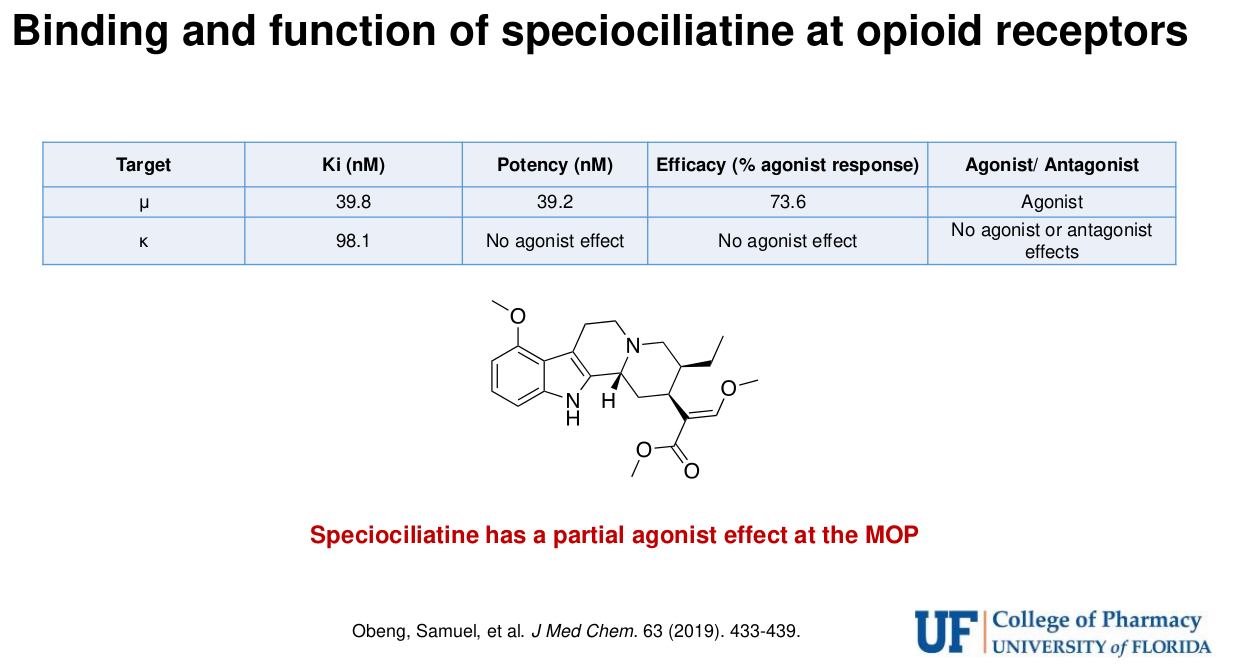 Binding and function of speciociliatine at opioid receptors
Target Ki (nM) Potency (nM) Efficacy (% agonist response) Agonist/ Antagonist
μ 39.8 39.2 73.6 Agonist
κ 98.1 No agonist effect No agonist effect No agonist or antagonist
effects
O
N
O
N
H
H
O
O
Speciociliatine has a partial agonist effect at the MOP
Obeng, Samuel, et al. J Med Chem. 63 (2019). 433-439.
UF College of Pharmacy
UNIVERSITY of FLORIDA